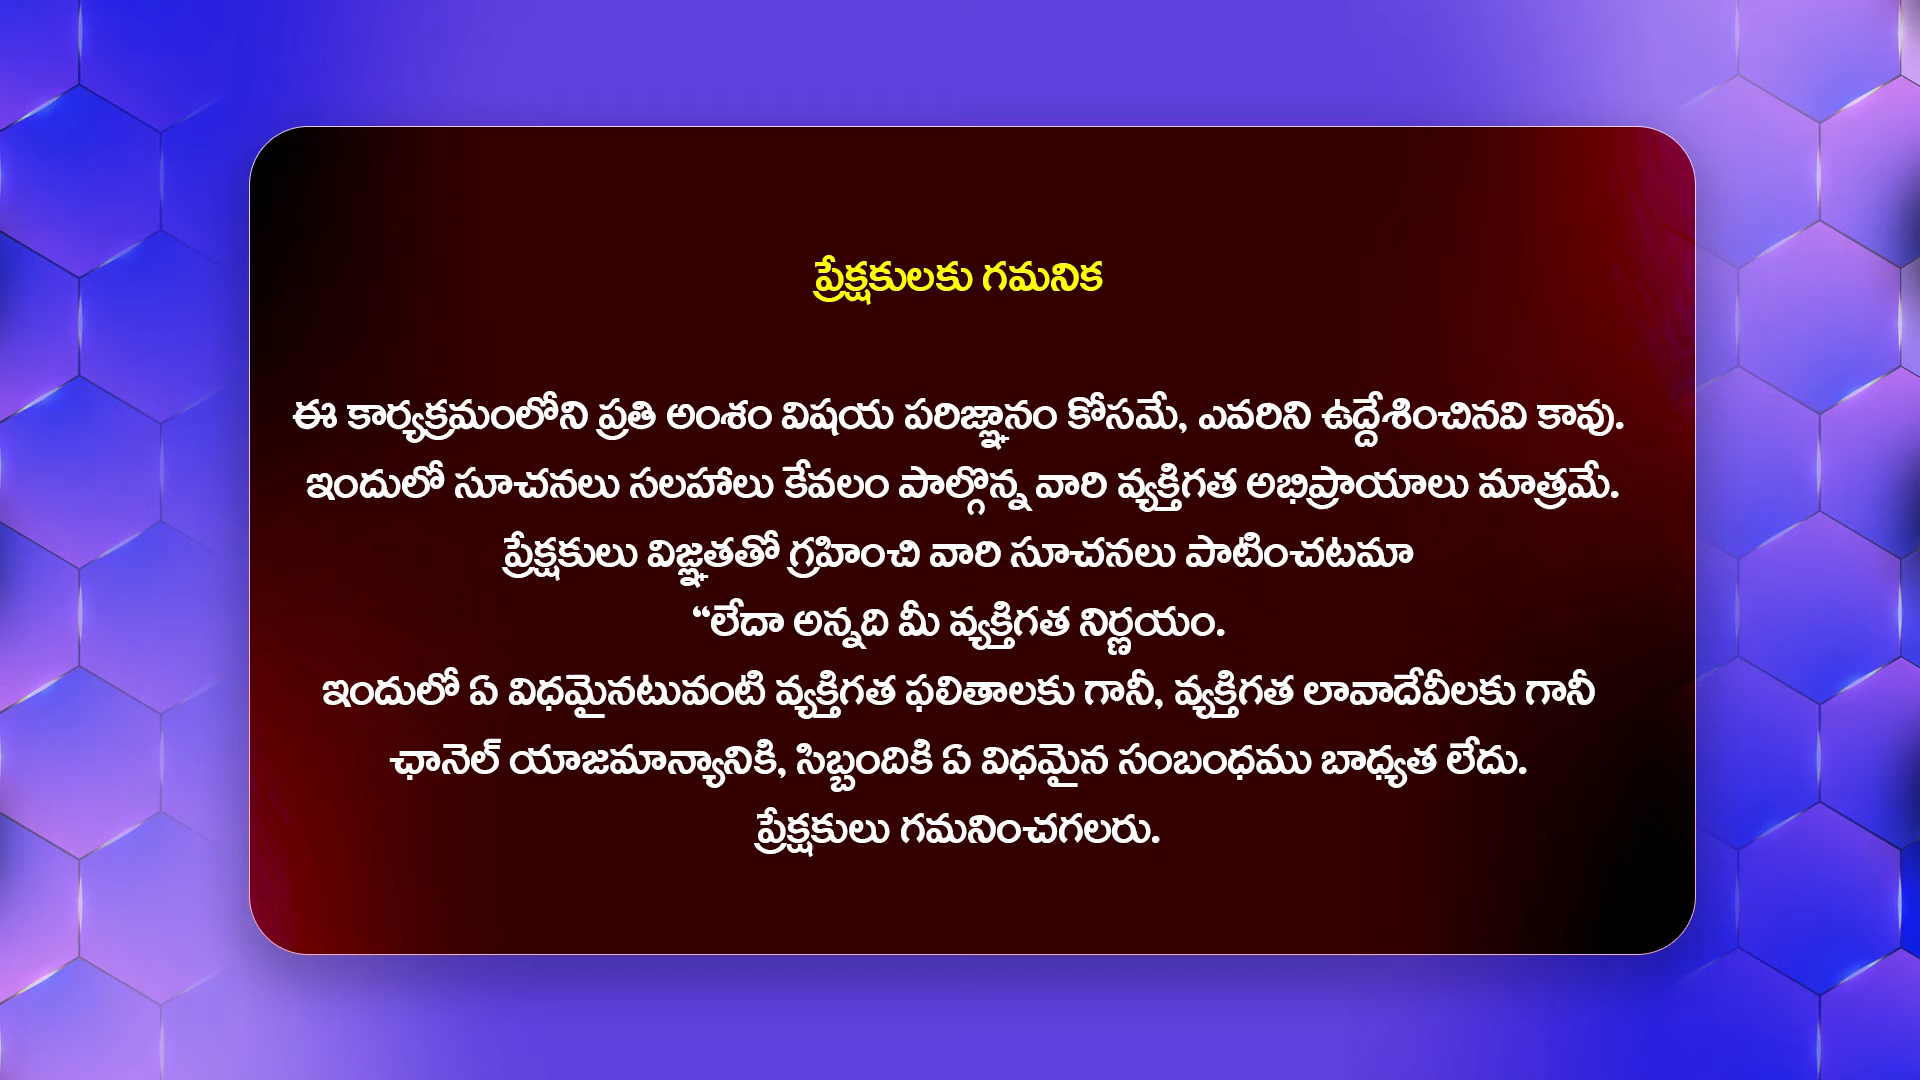 ప్రేక్షకులకు గమనిక
ఈ కార్యక్రమంలోని ప్రతి అంశం విషయ పరిజ్ఞానం కోసమే, ఎవరిని ఉద్దేశించినవి కావు.
ఇందులో సూచనలు సలహాలు కేవలం పాల్గొన్న వారి వ్యక్తిగత అభిప్రాయాలు మాత్రమే.
ప్రేక్షకులు విజ్ఞతతో గ్రహించి వారి సూచనలు పాటించటమా
“లేదా అన్నది మీ వ్యక్తిగత నిర్ణయం.
ఇందులో ఏ విధమైనటువంటి వ్యక్తిగత ఫలితాలకు గానీ, వ్యక్తిగత లావాదేవీలకు గానీ
ఛానెల్ యాజమాన్యానికి, సిబ్బందికి ఏ విధమైన సంబంధము బాధ్యత లేదు.
ప్రేక్షకులు గమనించగలరు.